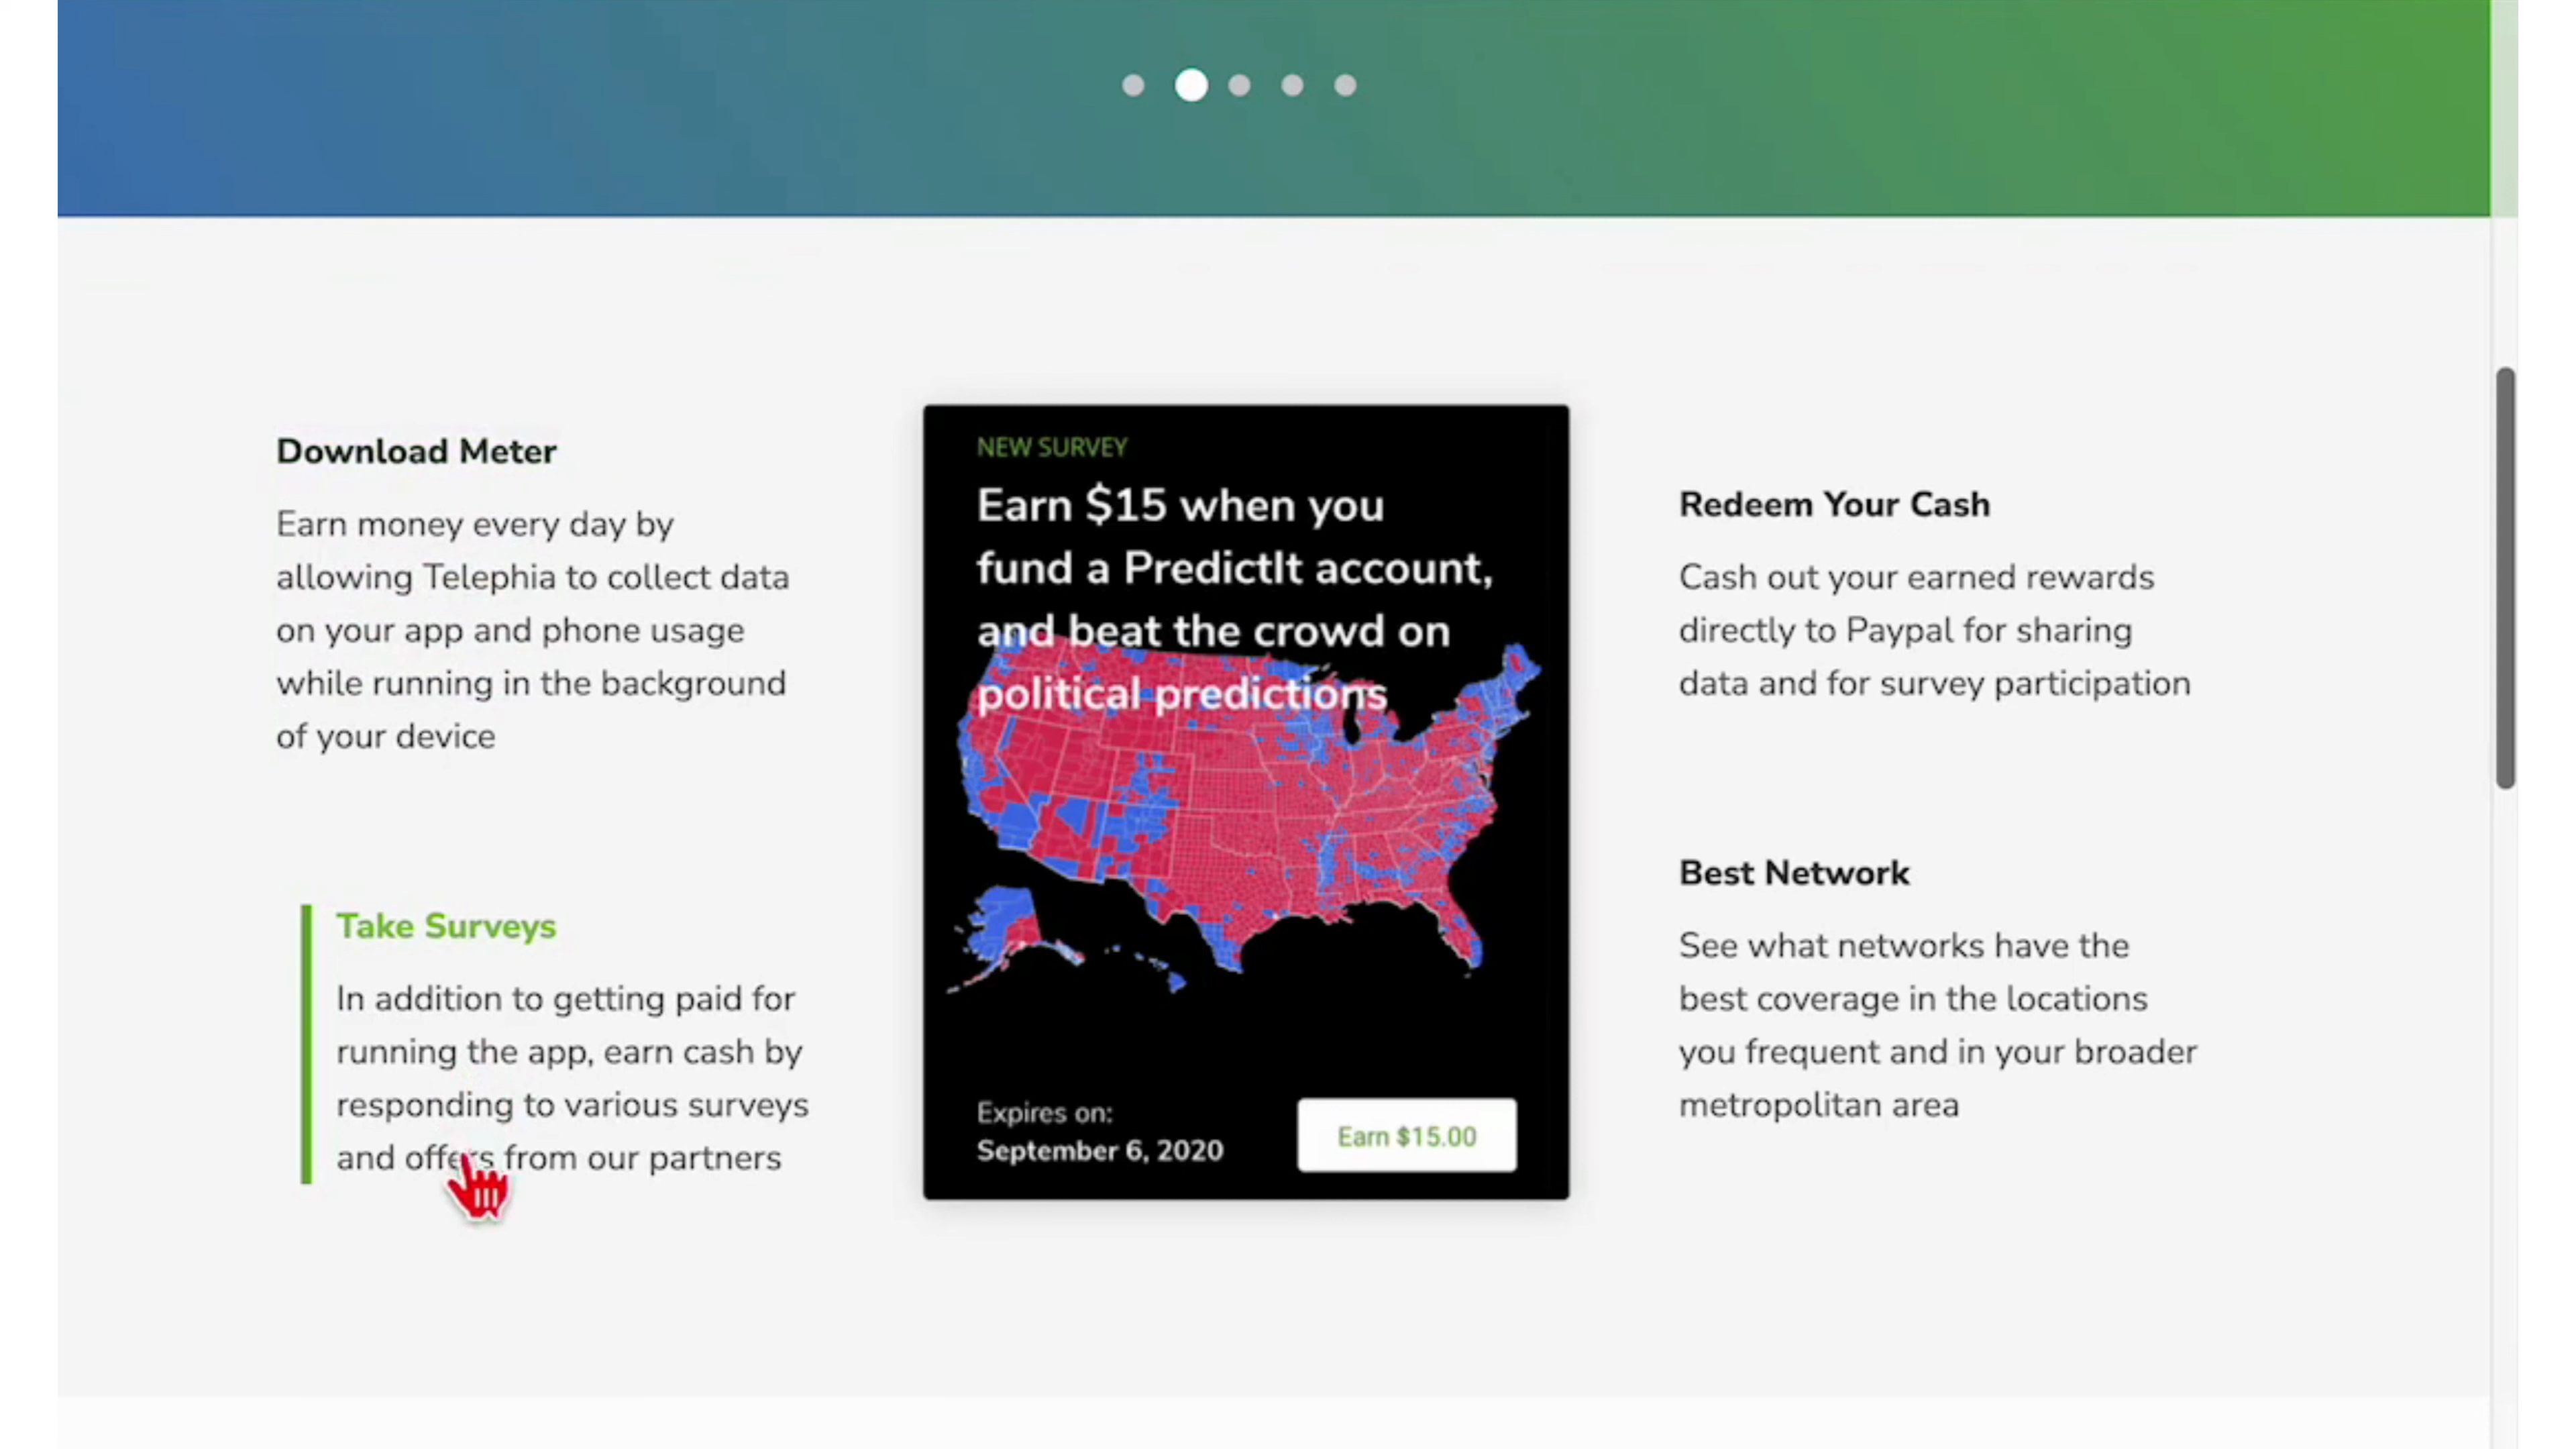 Download Meter
Earn money every day by
allowing Telephia to collect data
on your app and phone usage
while running in the background
of your device
Take Surveys
In addition to getting paid for
running the app, earn cash by
responding to various surveys
and offers from our partners
NEW SURVEY
Earn $15 when you
fund a PredictIt account,
and beat the crowd on
political predictions
Expires on:
September 6, 2020
Earn $15.00
Redeem Your Cash
Cash out your earned rewards
directly to Paypal for sharing
data and for survey participation
Best Network
See what networks have the
best coverage in the locations
you frequent and in your broader
metropolitan area